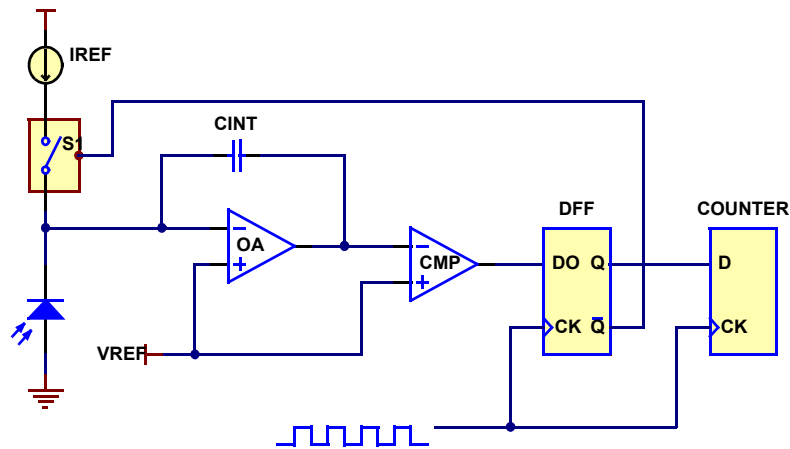 IREF
S1
CINT
OA
CMP
VREF
DFF
DO Q
CK Q̅
COUNTER
D
CK